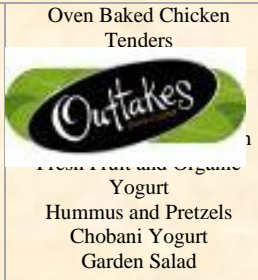 Oven Baked Chicken
Tenders
Outtakes
Fresh Fruit and Organic
Yogurt
Hummus and Pretzels
Chobani Yogurt
Garden Salad